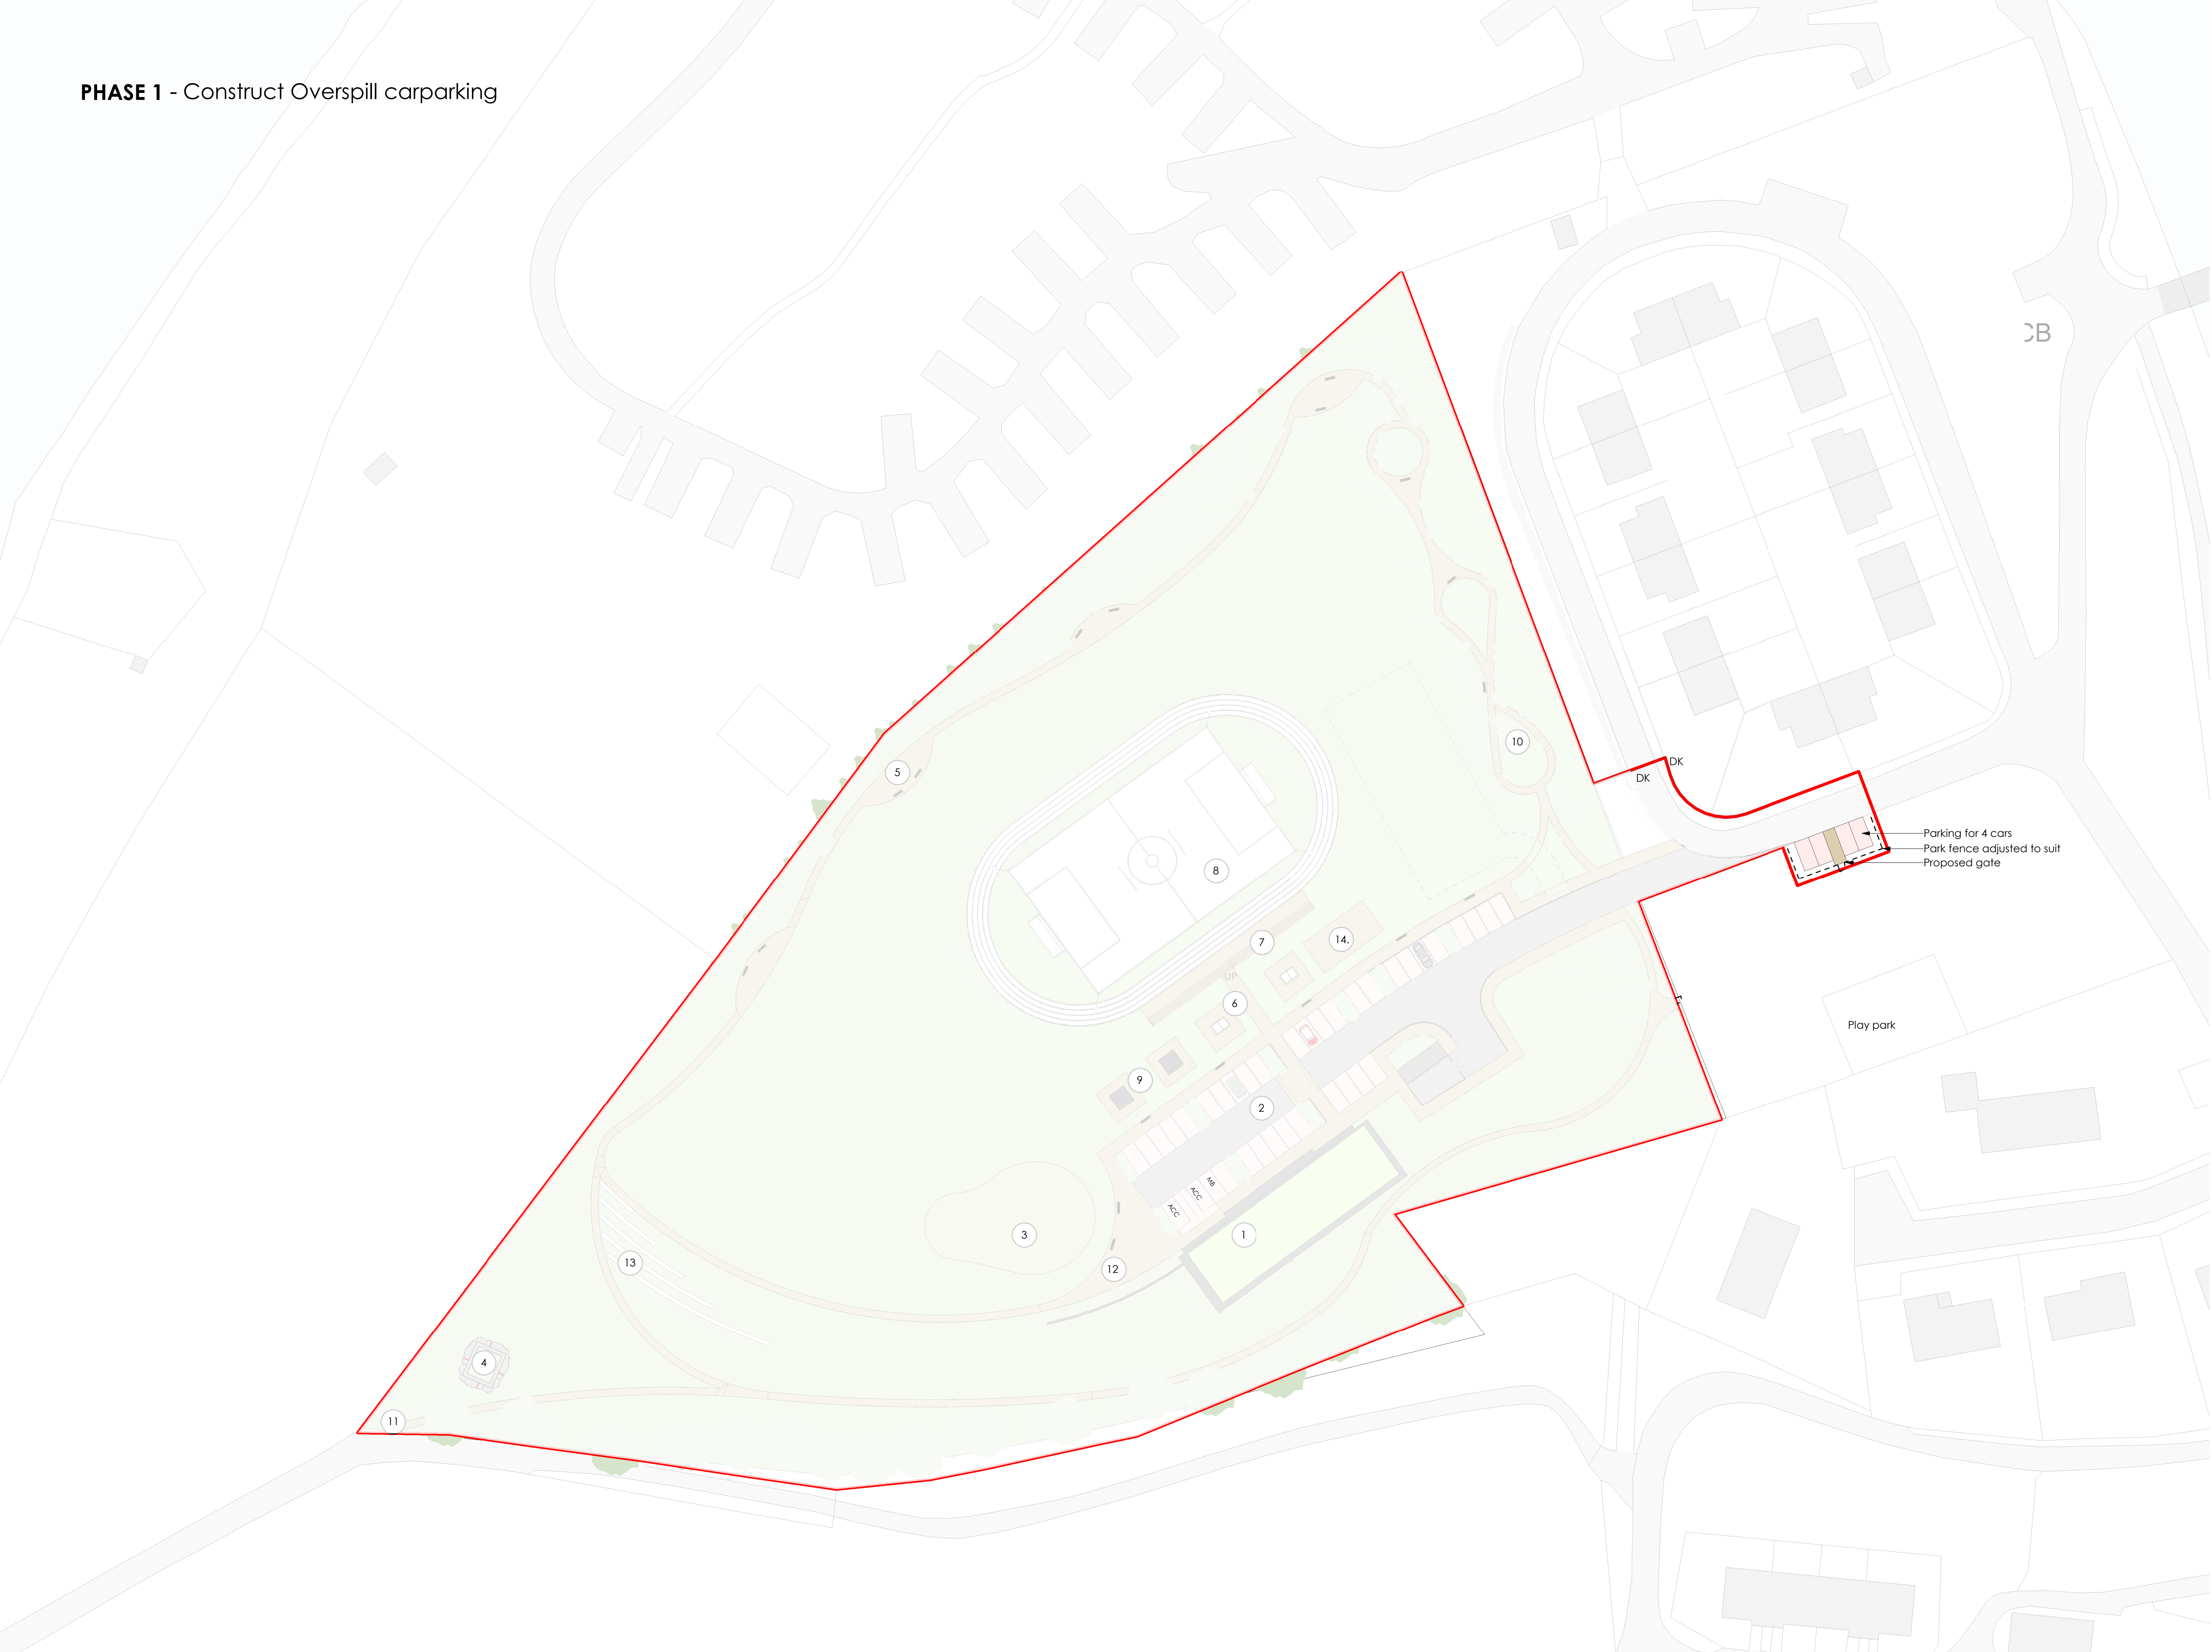 PHASE 1 - Construct Overspill carparking
CB
5
10
DK
DK
Parking for 4 cars
Park fence adjusted to suit
Proposed gate
8
7
14.
UP
6
Play park
9
2
MB
ACC
ACC
3
1
12
13
4
11